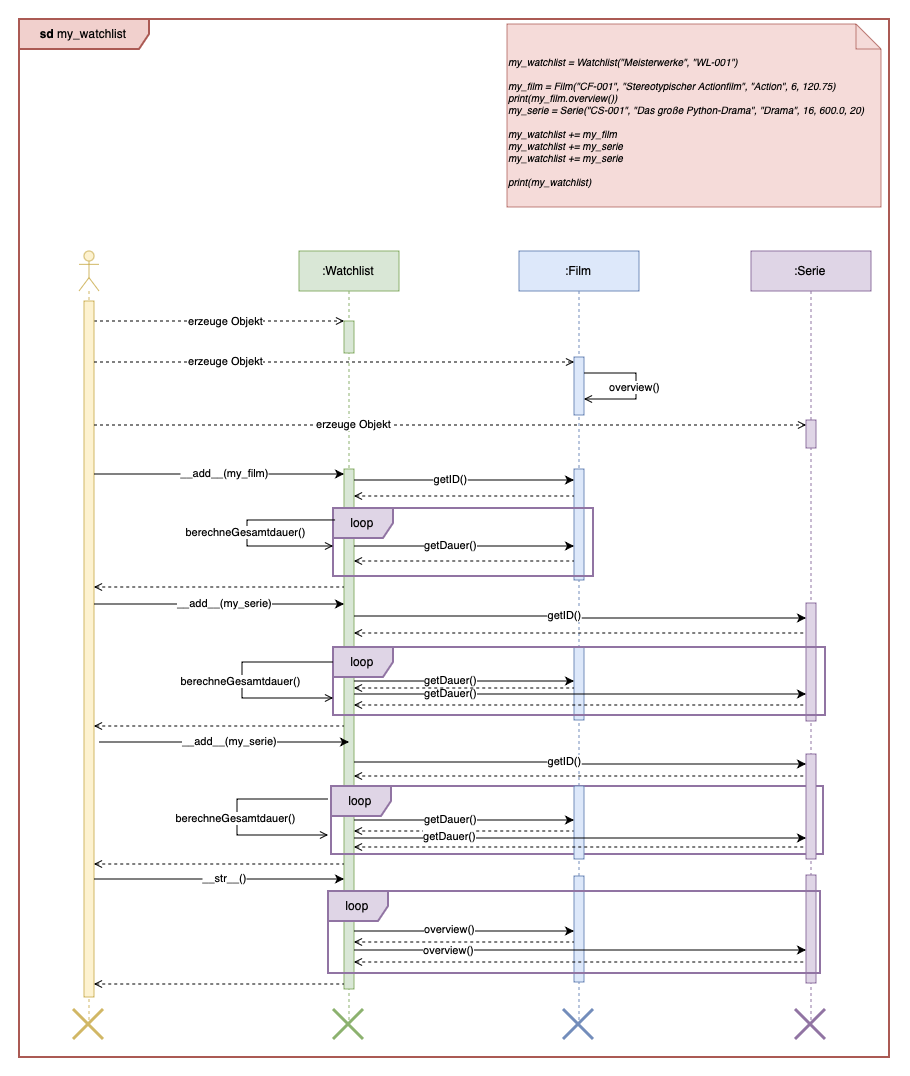 sd my_watchlist
my_watchlist = Watchlist("Meisterwerke", "WL-001")
my_film = Film("CF-001", "Stereotypischer Actionfilm", "Action", 6, 120.75)
print(my_film.overview())
my_serie = Serie("CS-001", "Das große Python-Drama", "Drama", 16, 600.0, 20)
my_watchlist += my_film
my_watchlist += my_serie
my_watchlist += my_serie
print(my_watchlist)
:Watchlist
:Film
:Serie
erzeuge Objekt
erzeuge Objekt
overview()
erzeuge Objekt
__add__(my_film)
getID()
loop
berechneGesamtdauer()
getDauer()
__add__(my_serie)
getID()
loop
berechneGesamtdauer()
getDauer()
getDauer()
__add__(my_serie)
getID()
loop
berechneGesamtdauer()
getDauer()
getDauer()
__str__()
loop
overview()
overview()